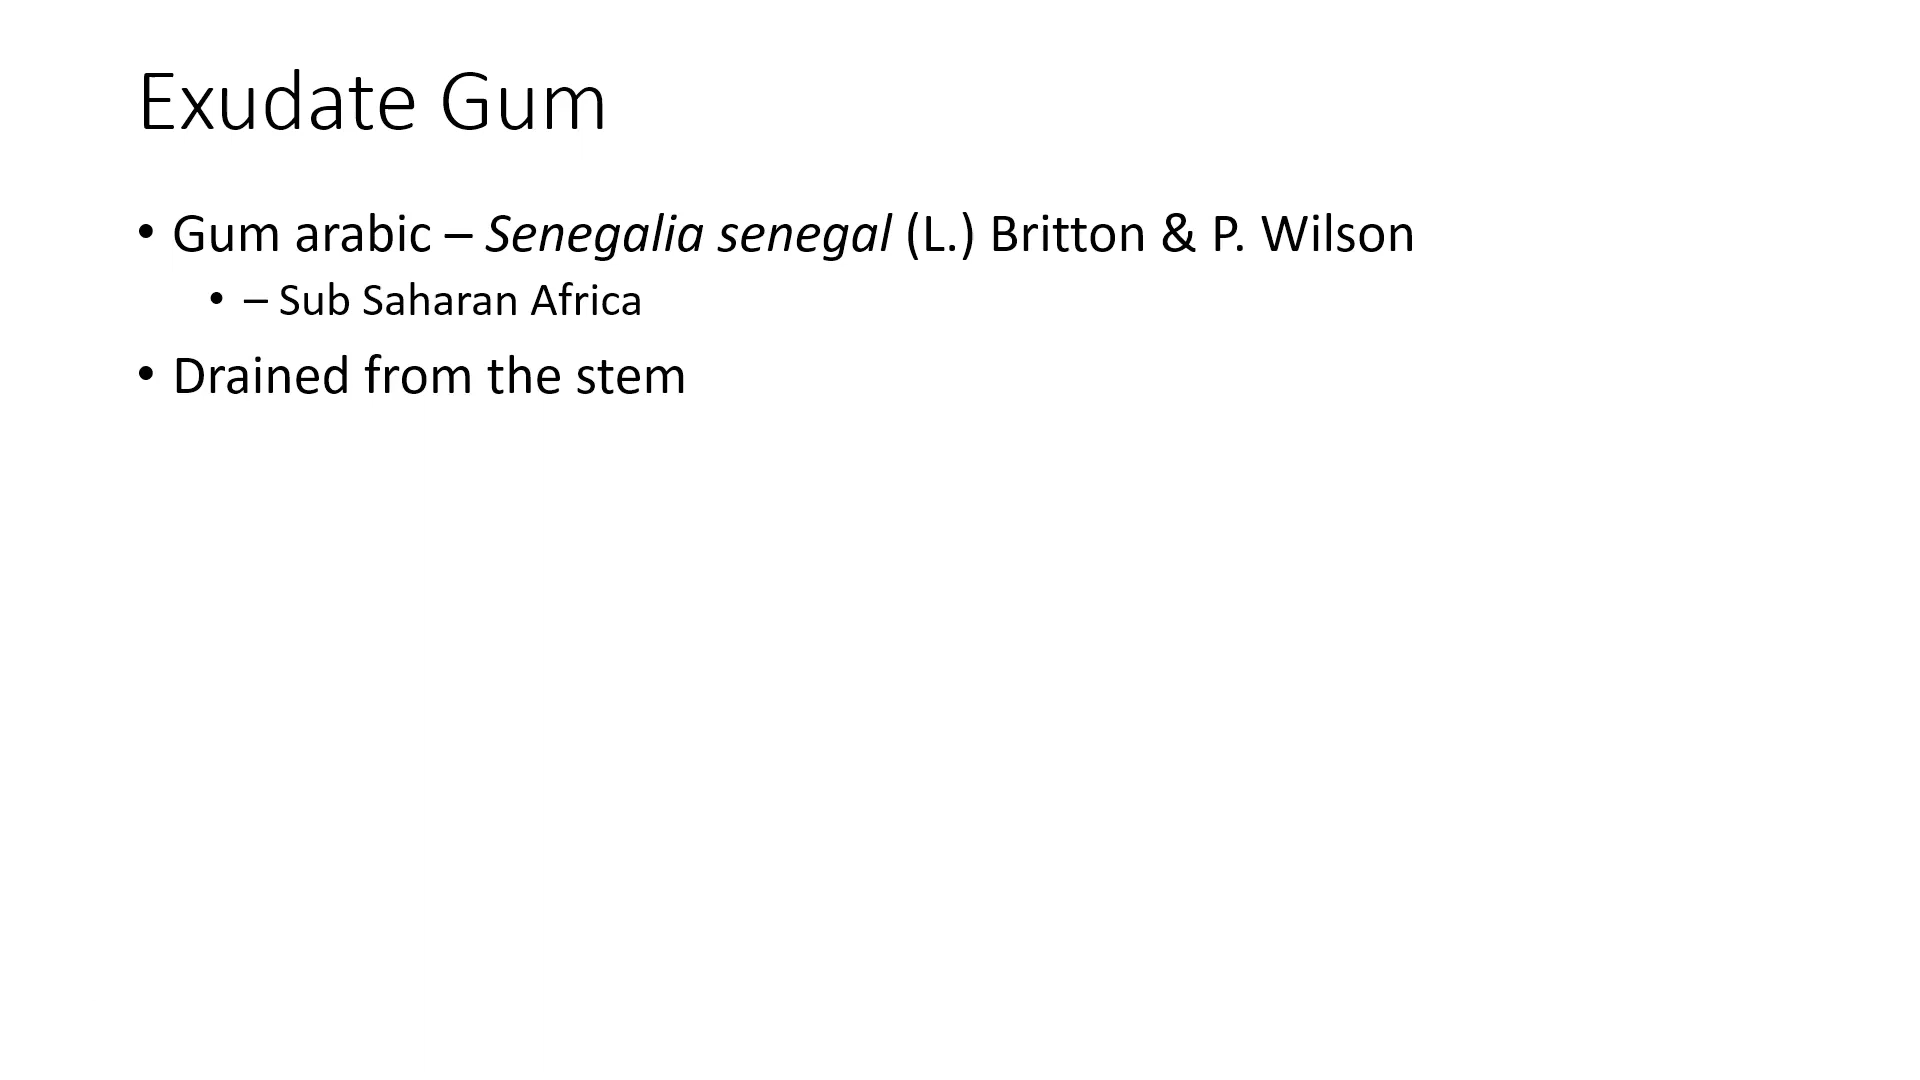 Exudate Gum
• Gum arabic – Senegalia senegal (L.) Britton & P. Wilson
• – Sub Saharan Africa
• Drained from the stem